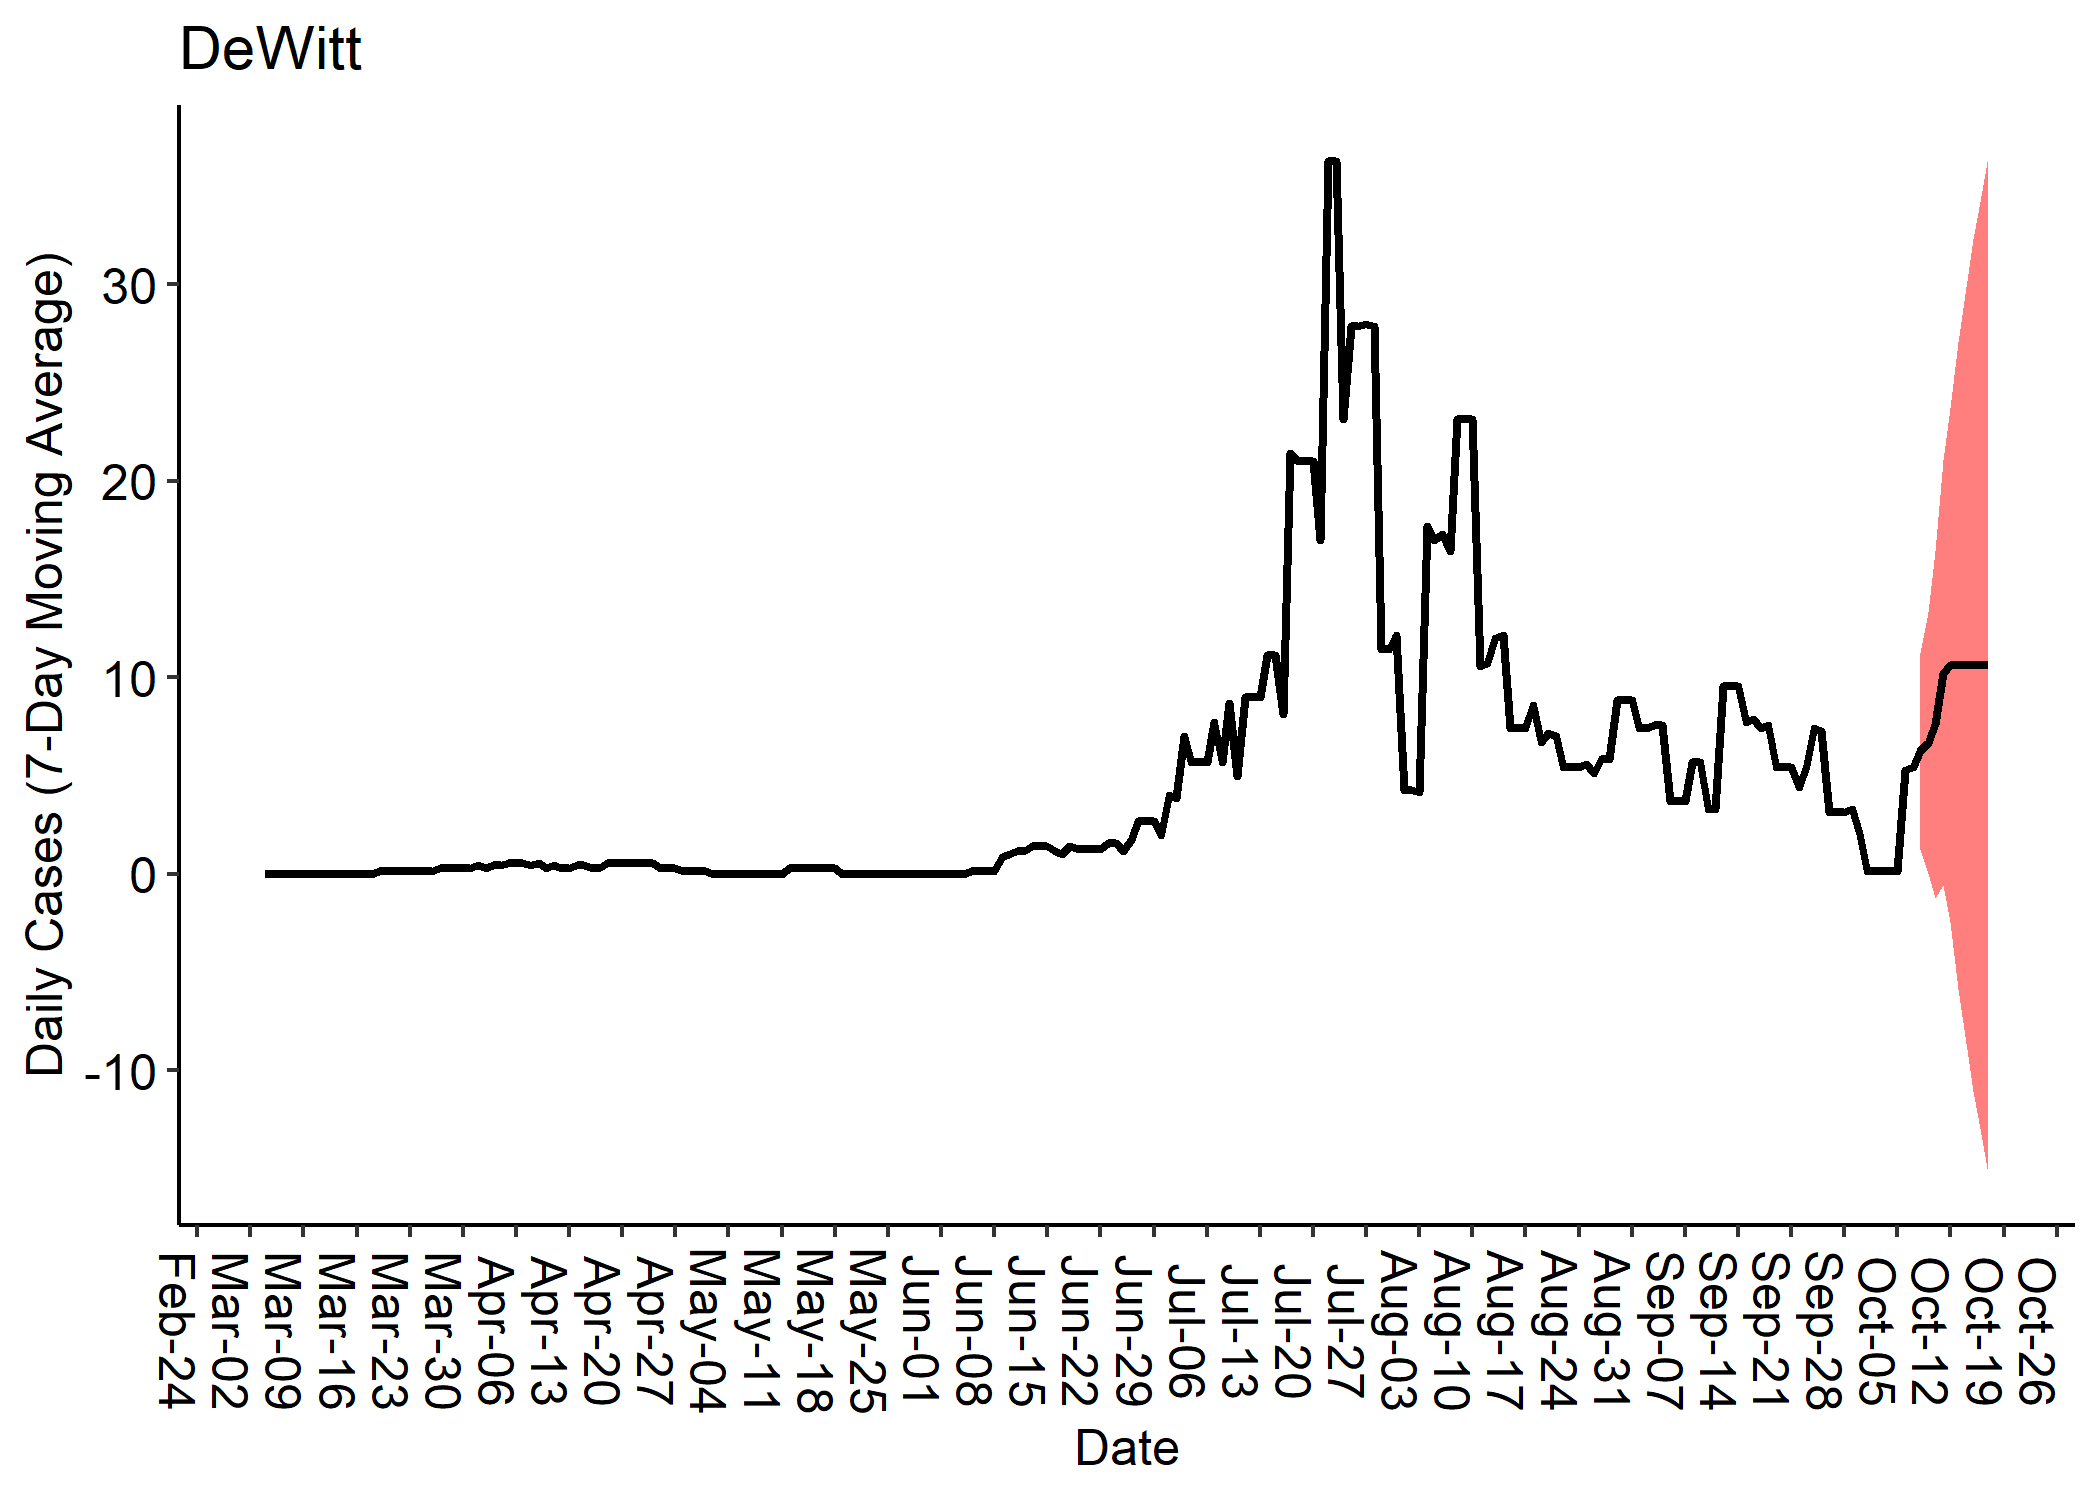 DeWitt
Daily Cases (7-Day Moving Average)
30
20
10
0
-10
Feb-24
Mar-02
Mar-09
Mar-16
Mar-23
Mar-30
Apr-06
Apr-13
Apr-20
Apr-27
May-04
May-11
May-18
May-25
Jun-01
Jun-08
Jun-15
Jun-22
Jun-29
Jul-06
Jul-13
Jul-20
Jul-27
Aug-03
Aug-10
Aug-17
Aug-24
Aug-31
Sep-07
Sep-14
Sep-21
Sep-28
Oct-05
Oct-12
Oct-19
Oct-26
Date